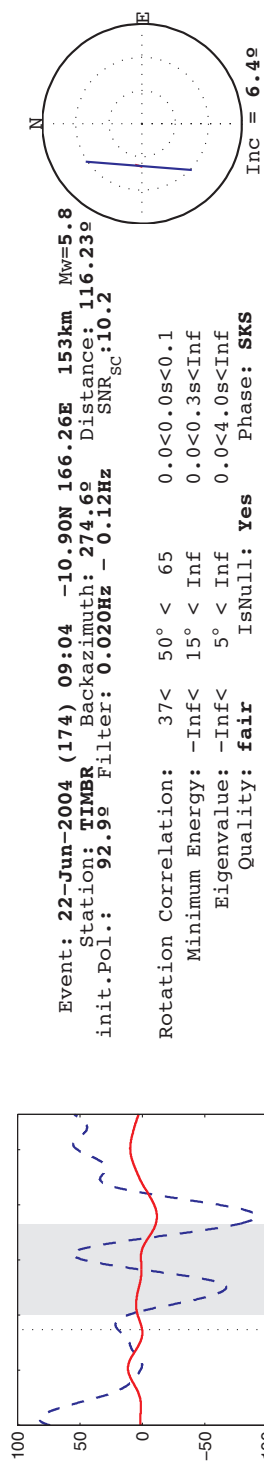 Event: 22-Jun-2004 (174) 09:04 -10.90N 166.26E 153km Mw=5.8
Station: TIMBR Backazimuth: 274.6º Distance: 116.23º
init.Pol.: 92.9º Filter: 0.020Hz - 0.12Hz SNRSC:10.2
Rotation Correlation: 37< 50° < 65 0.0<0.0s<0.1
Minimum Energy: -Inf< 15° < Inf 0.0<0.3s<Inf
Eigenvalue: -Inf< 5° < Inf 0.0<4.0s<Inf
Quality: fair IsNull: Yes Phase: SKS
N
E
Inc = 6.4º
100
50
0
-50
-100